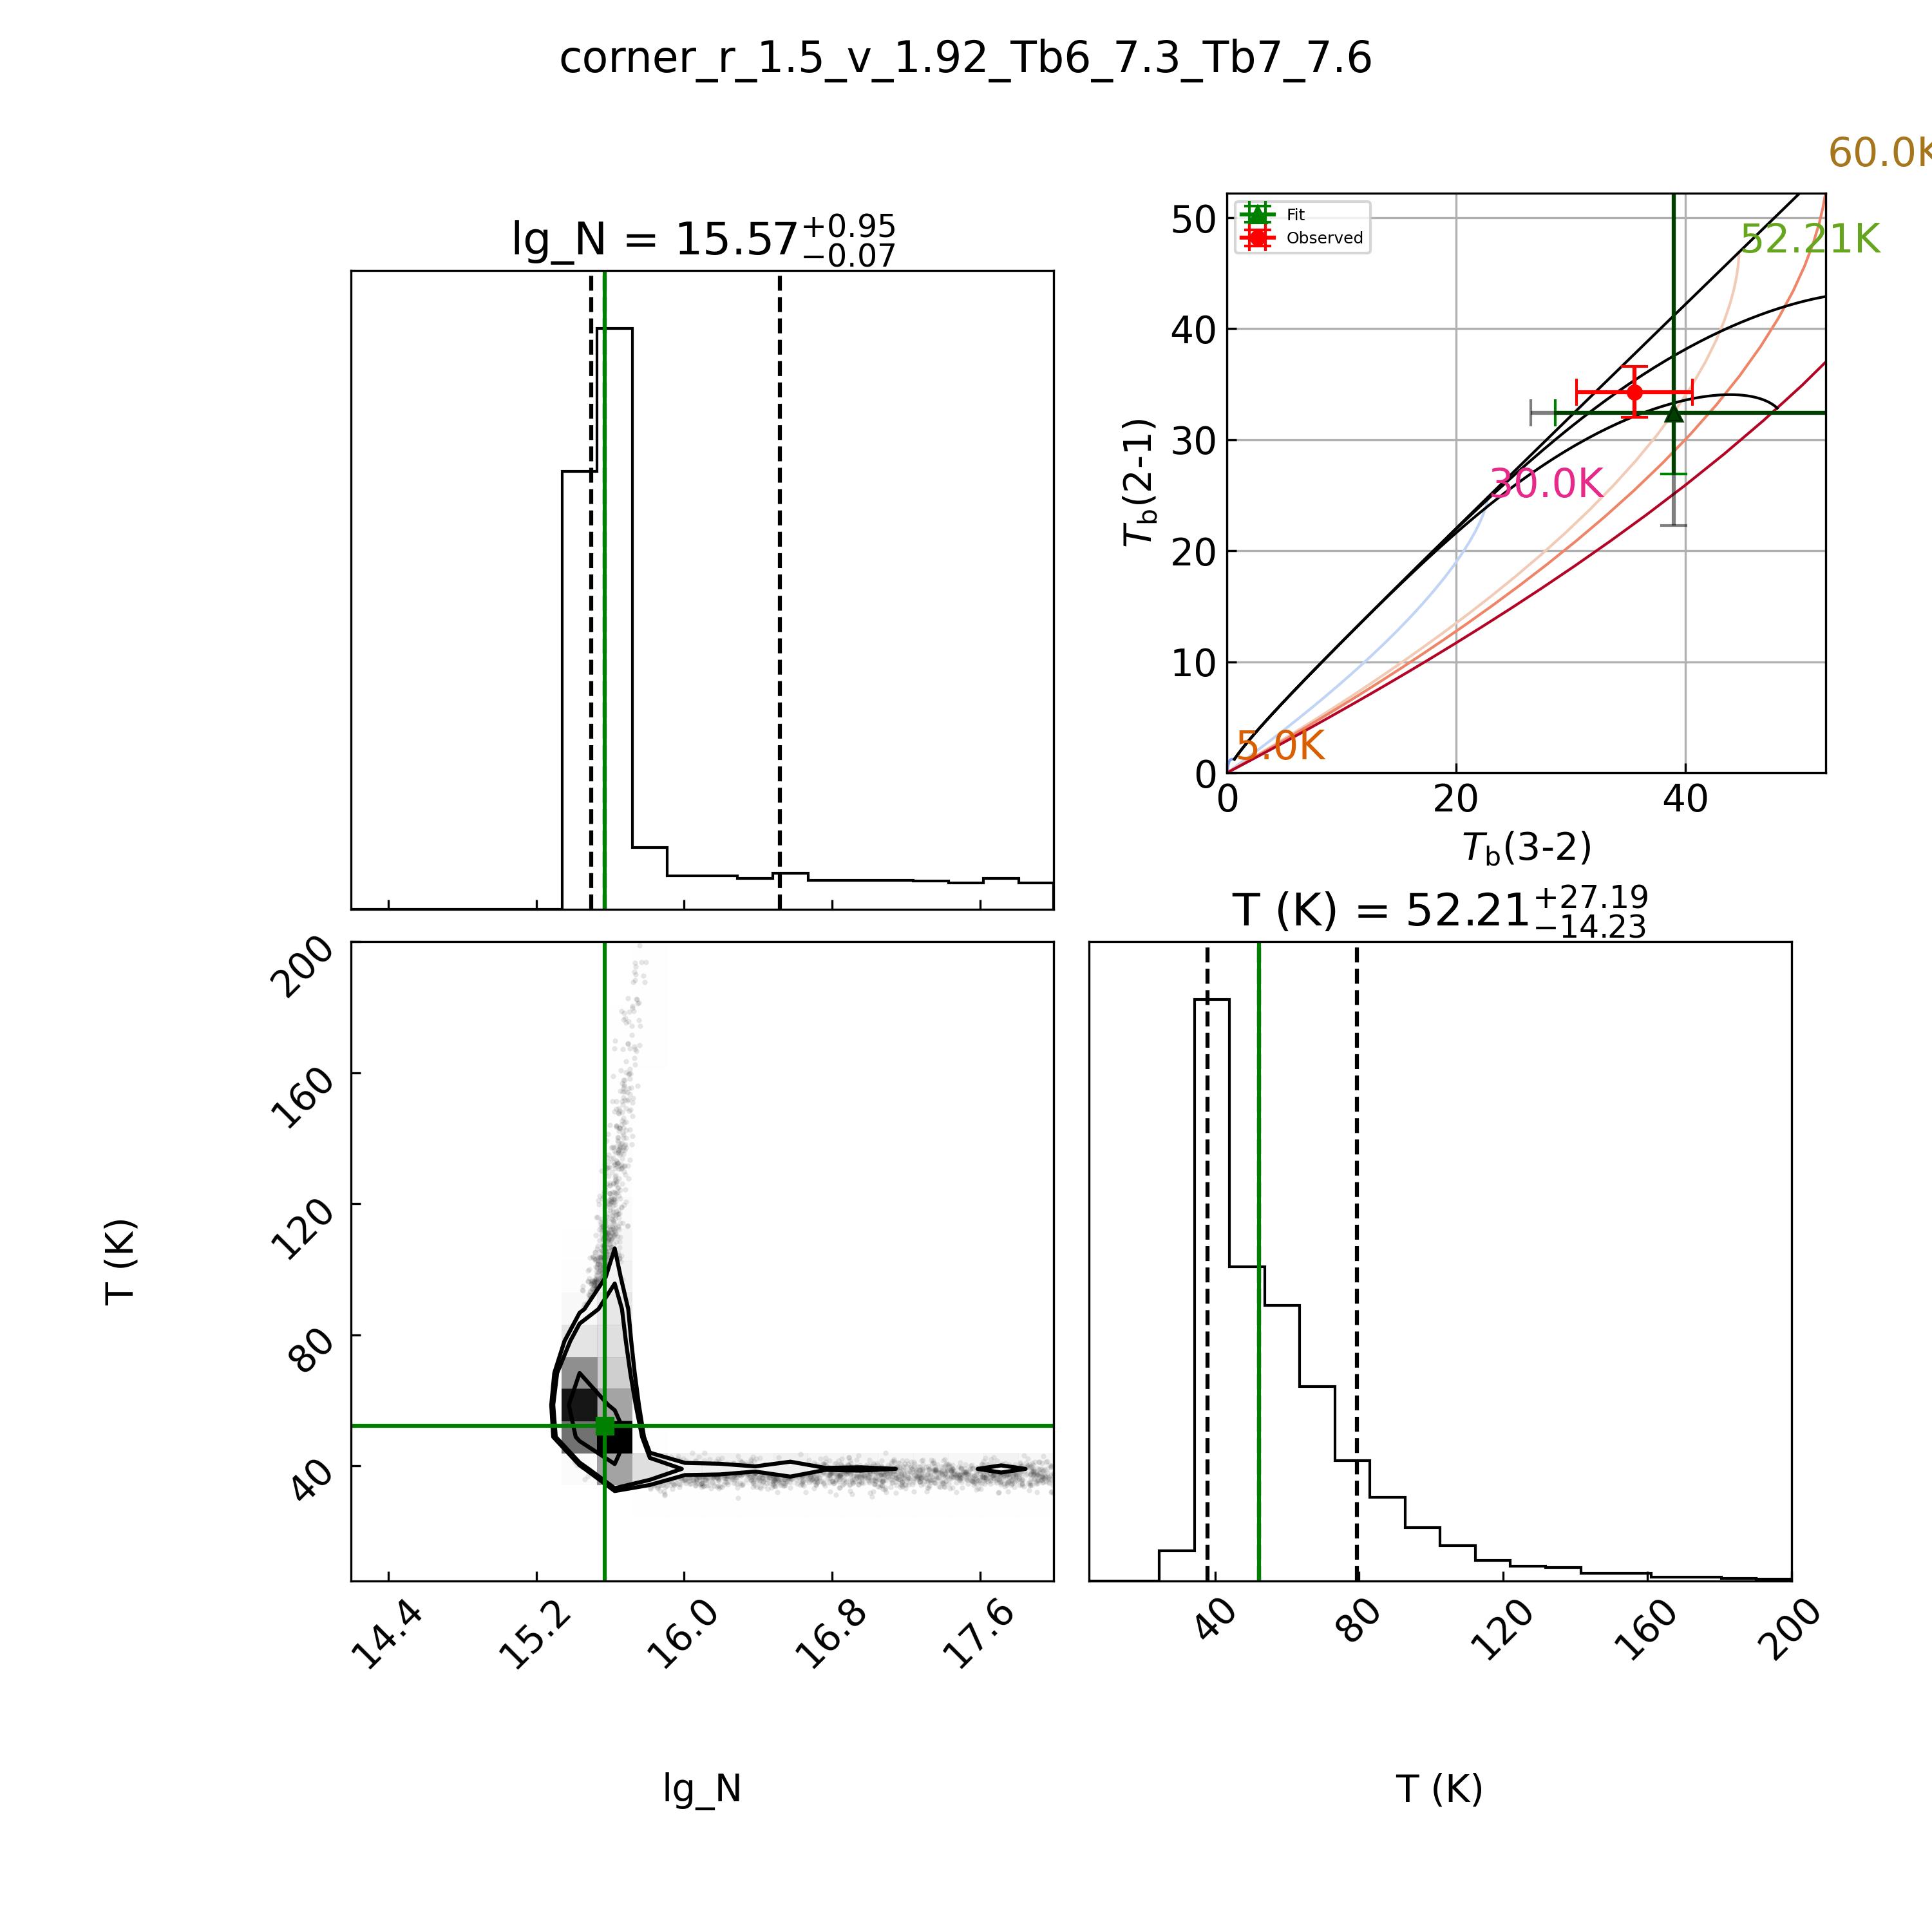 corner_r_1.5_v_1.92_Tb6_7.3_Tb7_7.6
60.0K
lg_N = 15.57+0.95−0.07
Fit
Observed
52.21K
50
40
30
20
10
0
Tb(2-1)
30.0K
5.0K
0 20 40
Tb(3-2)
T (K) = 52.21+27.19−14.23
200
160
120
80
40
T (K)
14.4 15.2 16.0 16.8 17.6
40 80 120 160 200
lg_N
T (K)